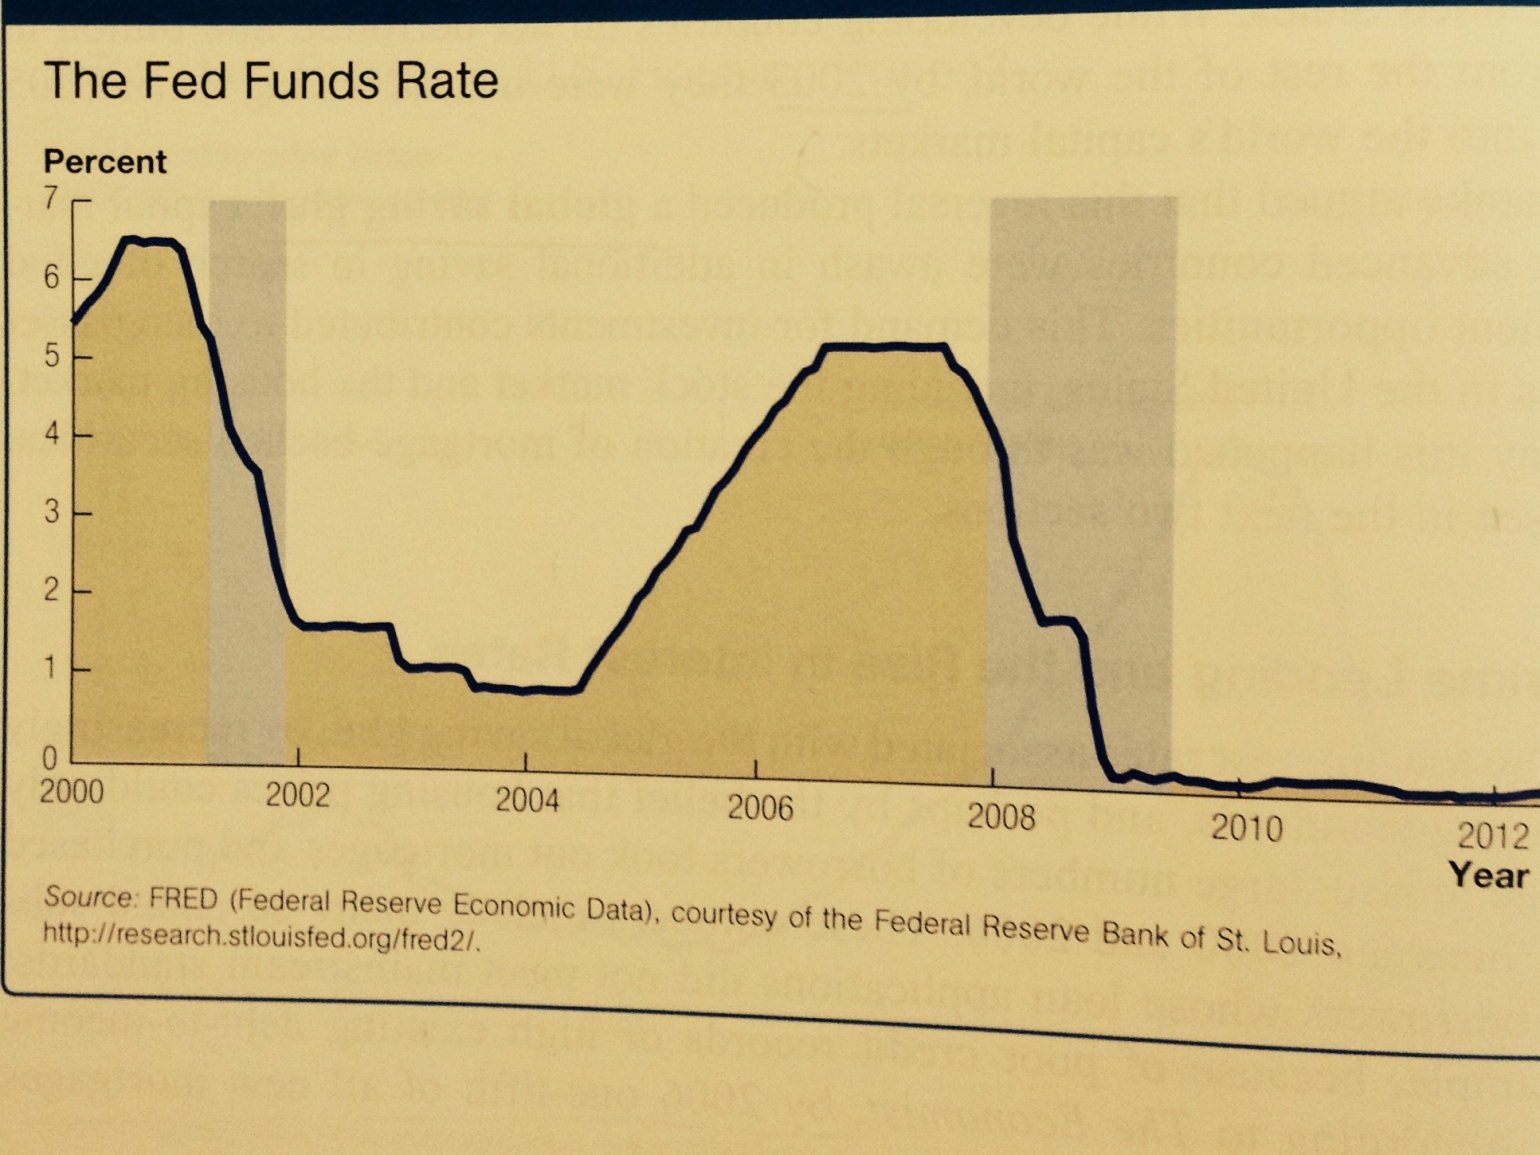 The Fed Funds Rate
Percent
7
6
5
4
3
2
1
0
2000 2002 2004 2006 2008 2010 2012
Year
Source: FRED (Federal Reserve Economic Data), courtesy of the Federal Reserve Bank of St. Louis,
http://research.stlouisfed.org/fred2/.